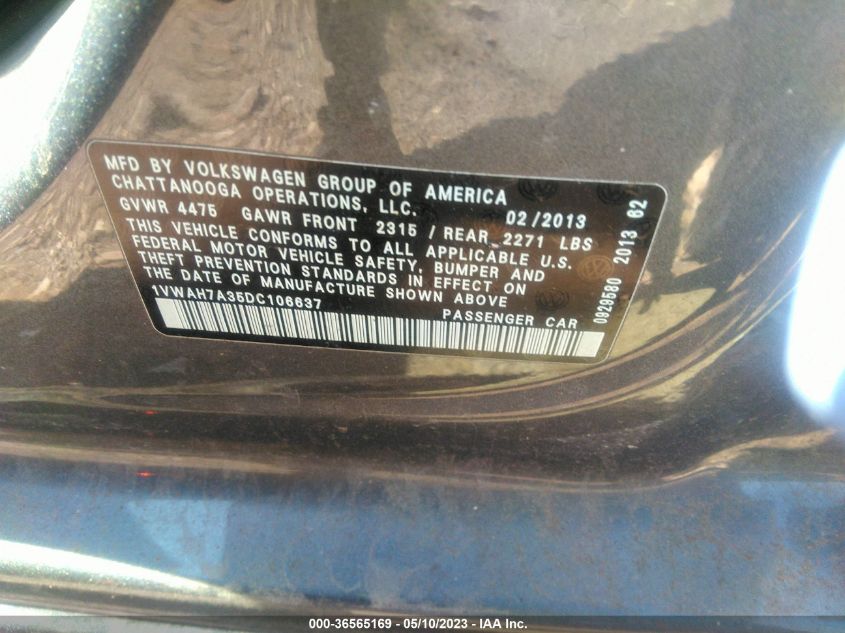 MFD BY VOLKSWAGEN GROUP OF AMERICA
CHATTANOOGA OPERATIONS, LLC. 02/2013
GVWR 4475 GAWR FRONT 2315 / REAR 2271 LBS
THIS VEHICLE CONFORMS TO ALL APPLICABLE U.S.
FEDERAL MOTOR VEHICLE SAFETY, BUMPER AND
THEFT PREVENTION STANDARDS IN EFFECT ON
THE DATE OF MANUFACTURE SHOWN ABOVE
1VWAH7A35DC106637
PASSENGER CAR
0929580 2013 62
000-36565169 - 05/10/2023 - IAA Inc.